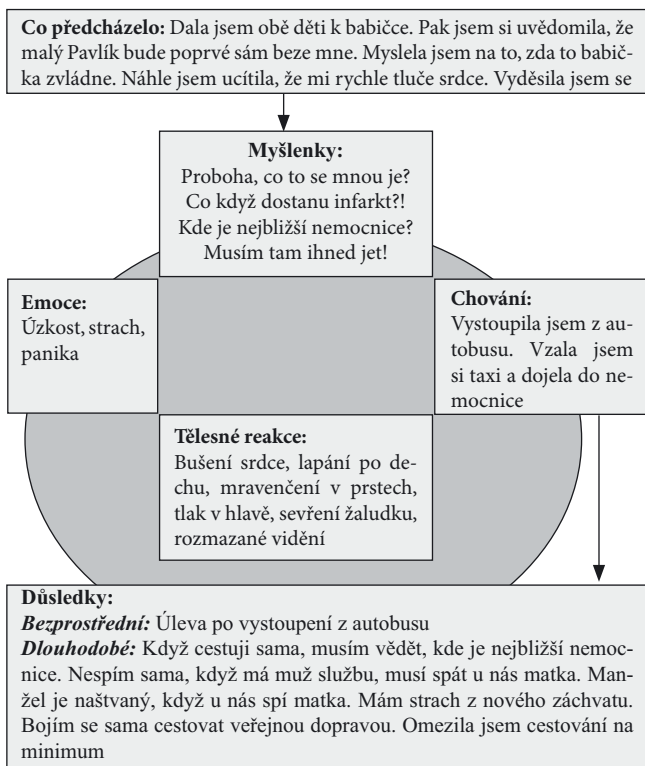 Co předcházelo: Dala jsem obě děti k babičce. Pak jsem si uvědomila, že
malý Pavlík bude poprvé sám beze mne. Myslela jsem na to, zda to babič-
ka zvládne. Náhle jsem ucítila, že mi rychle tluče srdce. Vyděsila jsem se
Myšlenky:
Proboha, co to se mnou je?
Co když dostanu infarkt?!
Kde je nejbližší nemocnice?
Musím tam ihned jet!
Emoce:
Úzkost, strach,
panika
Chování:
Vystoupila jsem z au-
tobusu. Vzala jsem
si taxi a dojela do ne-
mocnice
Tělesné reakce:
Bušení srdce, lapání po de-
chu, mravenčení v prstech,
tlak v hlavě, sevření žaludku,
rozmazané vidění
Důsledky:
Bezprostřední: Úleva po vystoupení z autobusu
Dlouhodobé: Když cestuji sama, musím vědět, kde je nejbližší nemoc-
nice. Nespím sama, když má muž službu, musí spát u nás matka. Man-
žel je naštvaný, když u nás spí matka. Mám strach z nového záchvatu.
Bojím se sama cestovat veřejnou dopravou. Omezila jsem cestování na
minimum